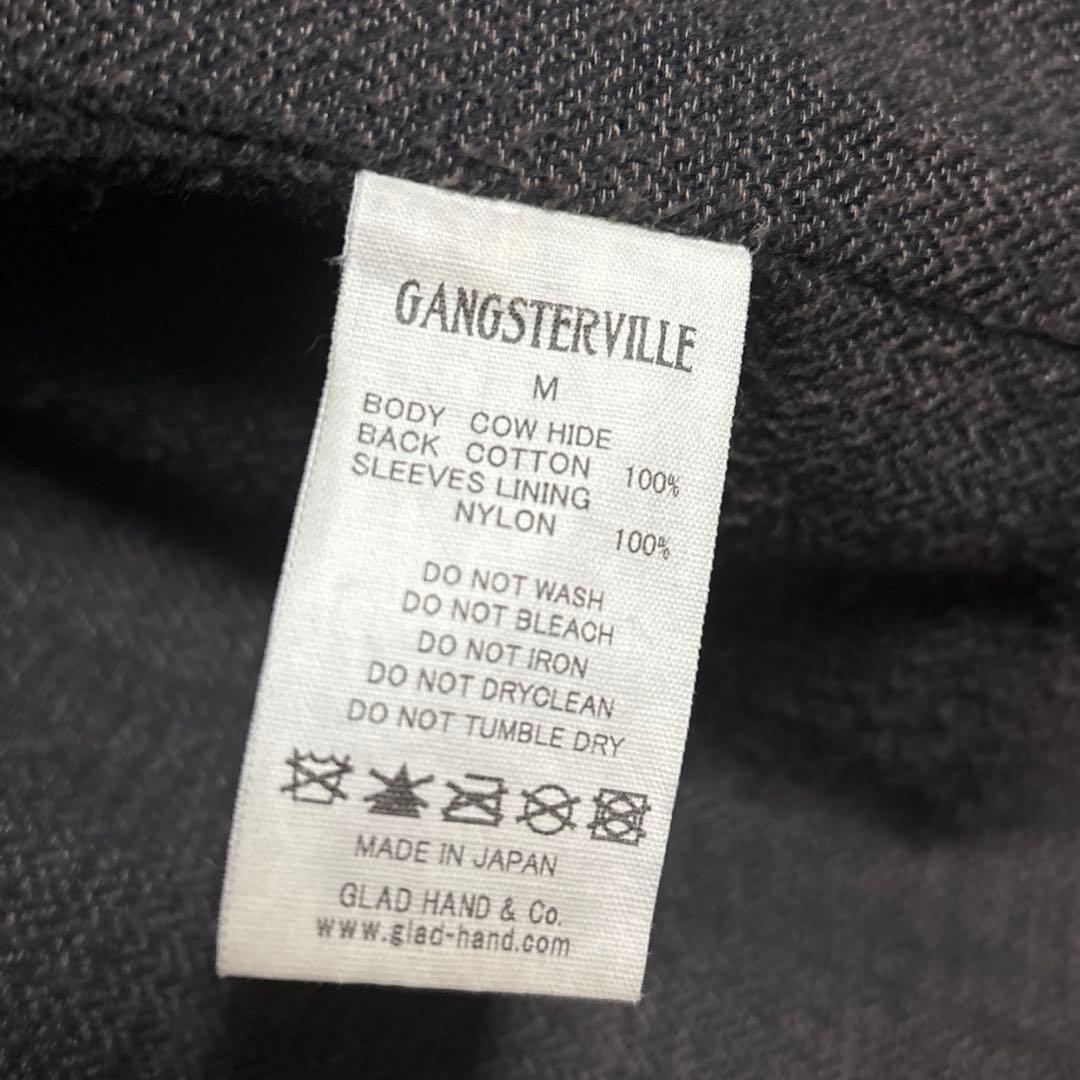 GANGSTERVILLE
M
BODY COW HIDE
BACK COTTON 100%
SLEEVES LINING
NYLON 100%
DO NOT WASH
DO NOT BLEACH
DO NOT IRON
DO NOT DRYCLEAN
DO NOT TUMBLE DRY
MADE IN JAPAN
GLAD HAND & Co.
www.glad-hand.com